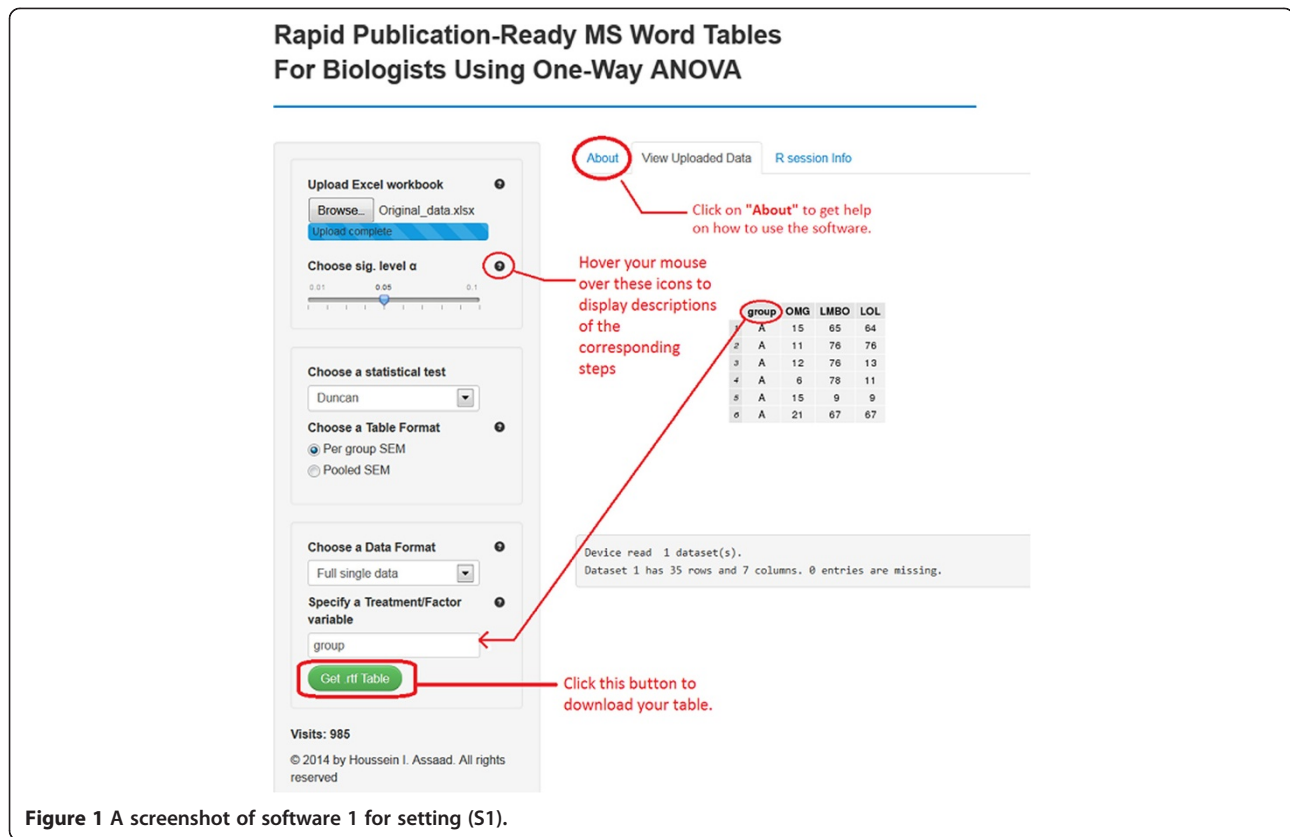 Rapid Publication-Ready MS Word Tables
For Biologists Using One-Way ANOVA
Upload Excel workbook ?
Browse... Original_data.xlsx
Upload complete
Choose sig. level α ?
0.01 0.05 0.1
Choose a statistical test
Duncan
Choose a Table Format ?
Per group SEM
Pooled SEM
Choose a Data Format ?
Full single data
Specify a Treatment/Factor ?
variable
group
Get .rtf Table
Visits: 985
© 2014 by Houssein I. Assaad. All rights
reserved
About View Uploaded Data R session Info
Click on "About" to get help
on how to use the software.
Hover your mouse
over these icons to
display descriptions
of the
corresponding
steps
group OMG LMBO LOL
1 A 15 65 64
2 A 11 76 76
3 A 12 76 13
4 A 6 78 11
5 A 15 9 9
6 A 21 67 67
Device read 1 dataset(s).
Dataset 1 has 35 rows and 7 columns. 0 entries are missing.
Click this button to
download your table.
Figure 1 A screenshot of software 1 for setting (S1).